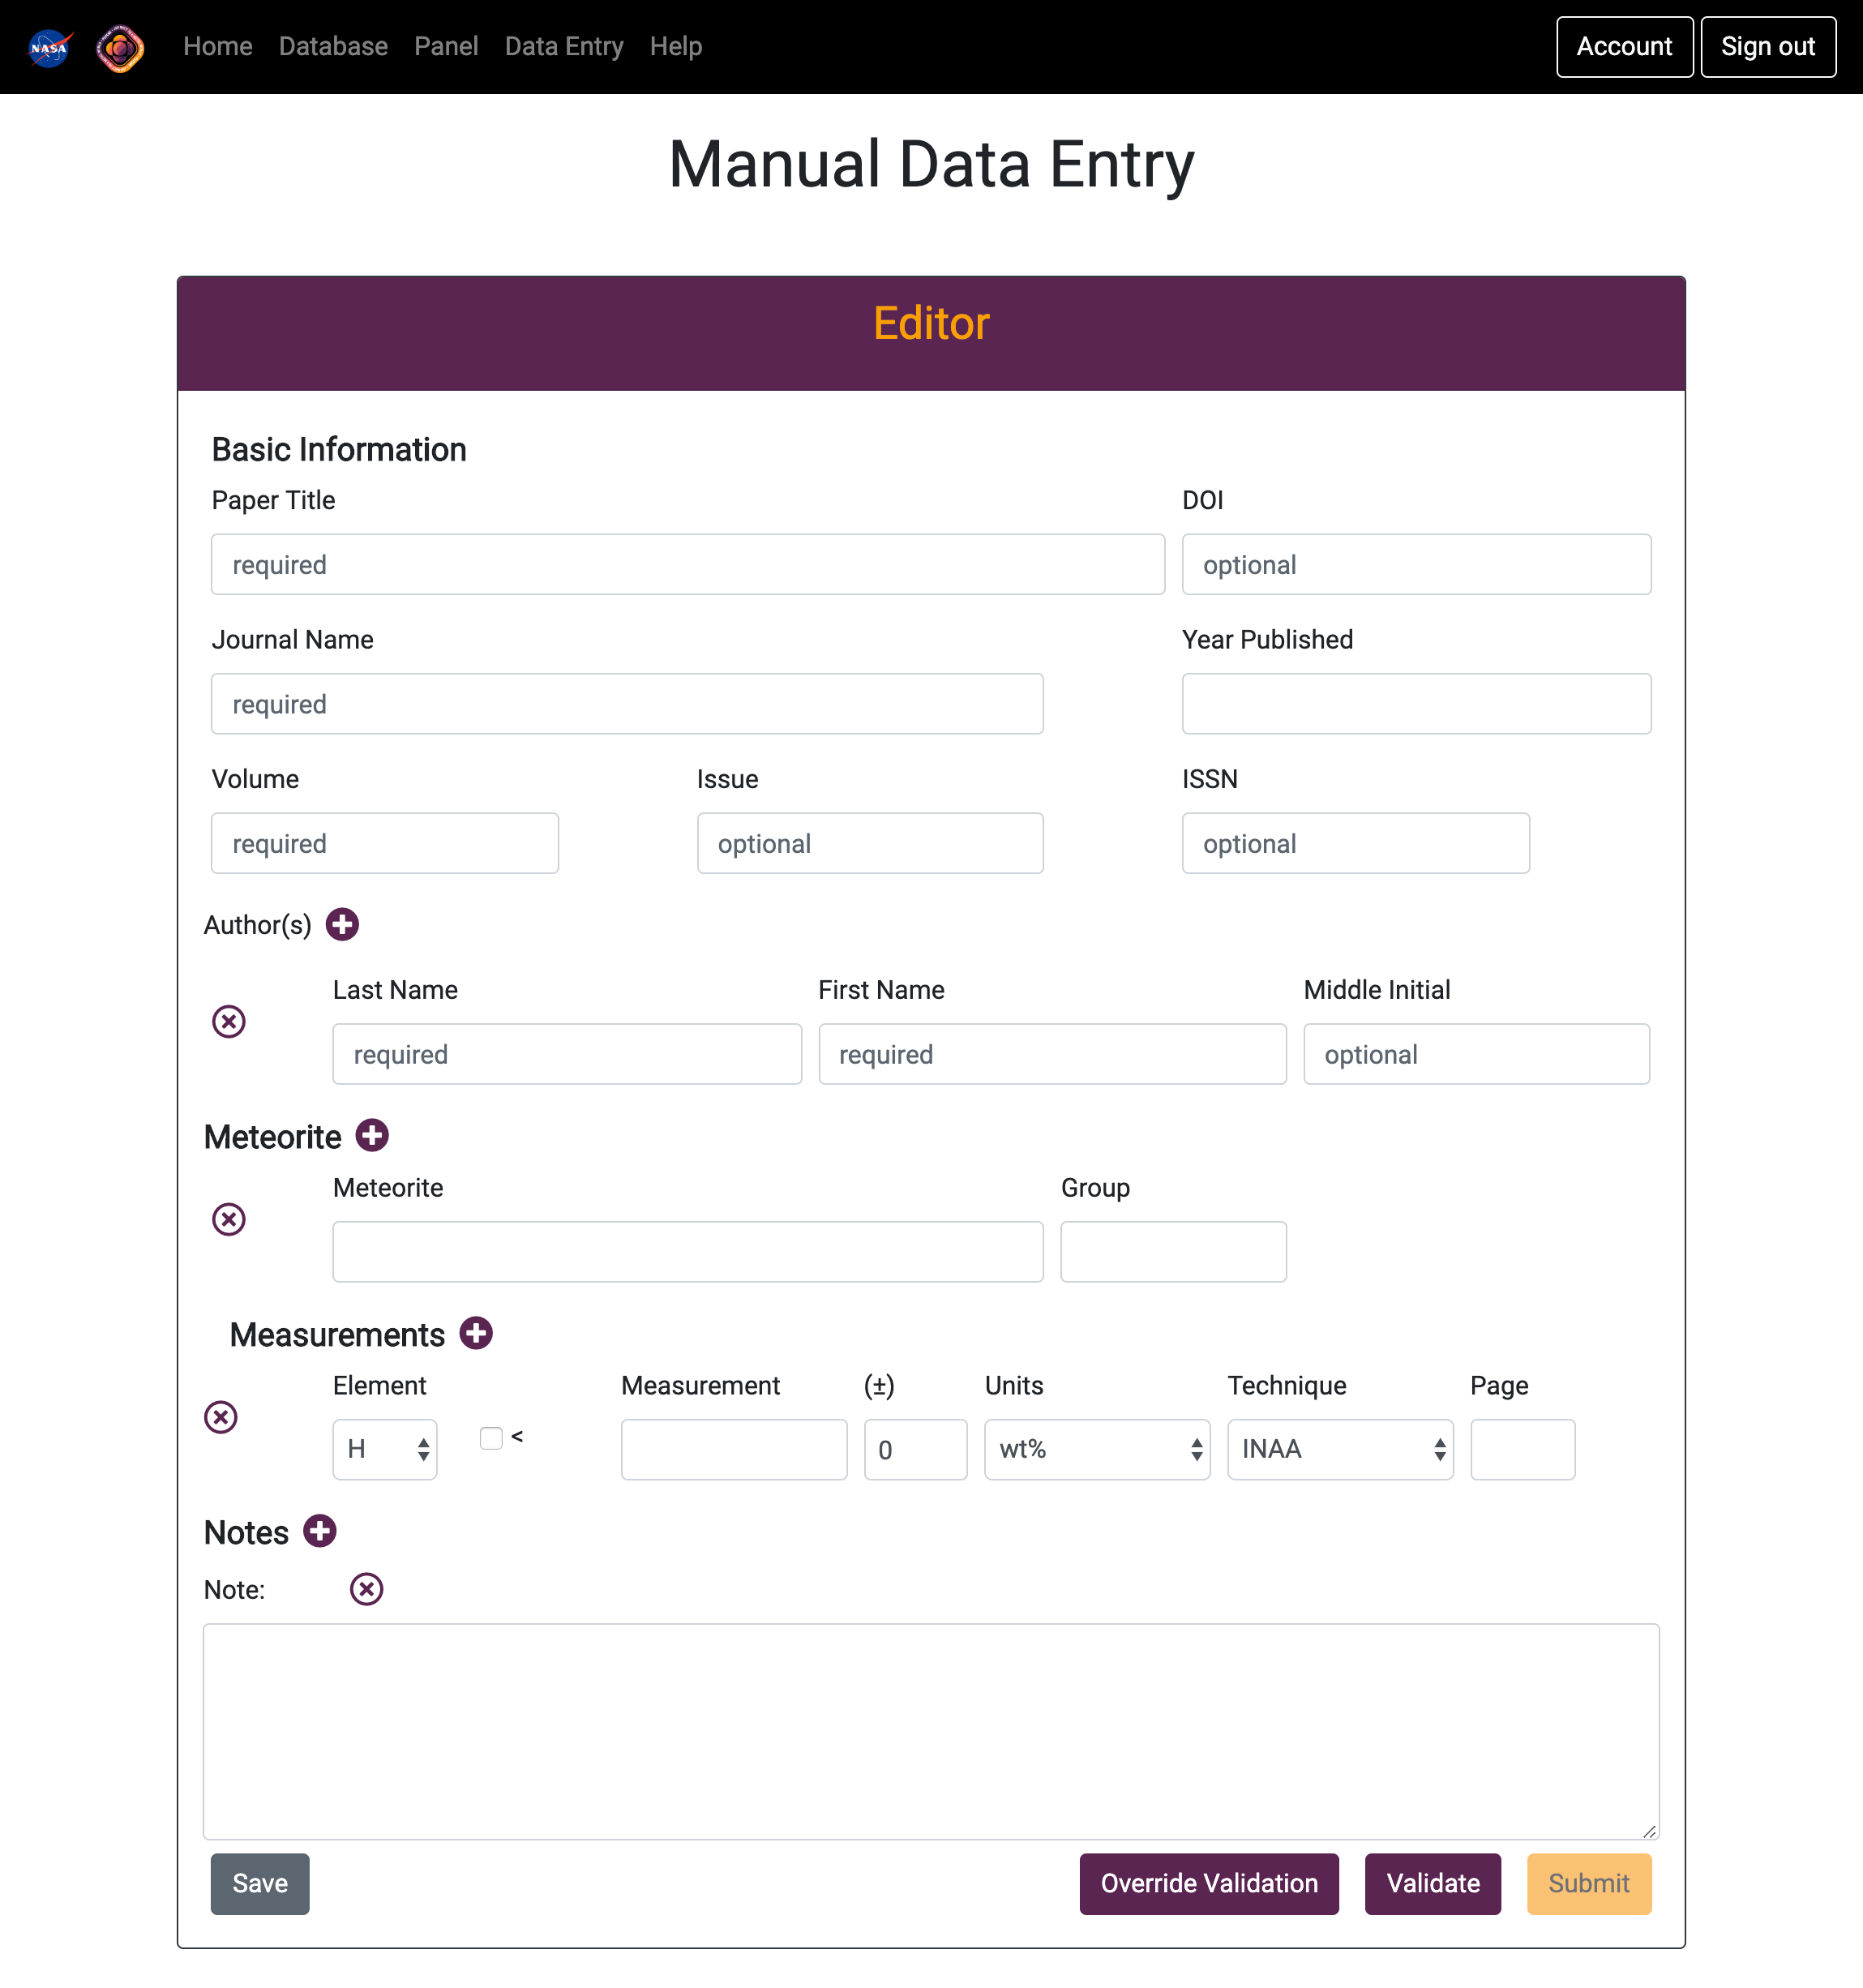 NASA Home Database Panel Data Entry Help Account Sign out
Manual Data Entry
Editor
Basic Information
Paper Title DOI
required optional
Journal Name Year Published
required
Volume Issue ISSN
required optional optional
Author(s)
Last Name First Name Middle Initial
required required optional
Meteorite
Meteorite Group
Measurements
Element Measurement (±) Units Technique Page
H < 0 wt% INAA
Notes
Note:
Save Override Validation Validate Submit